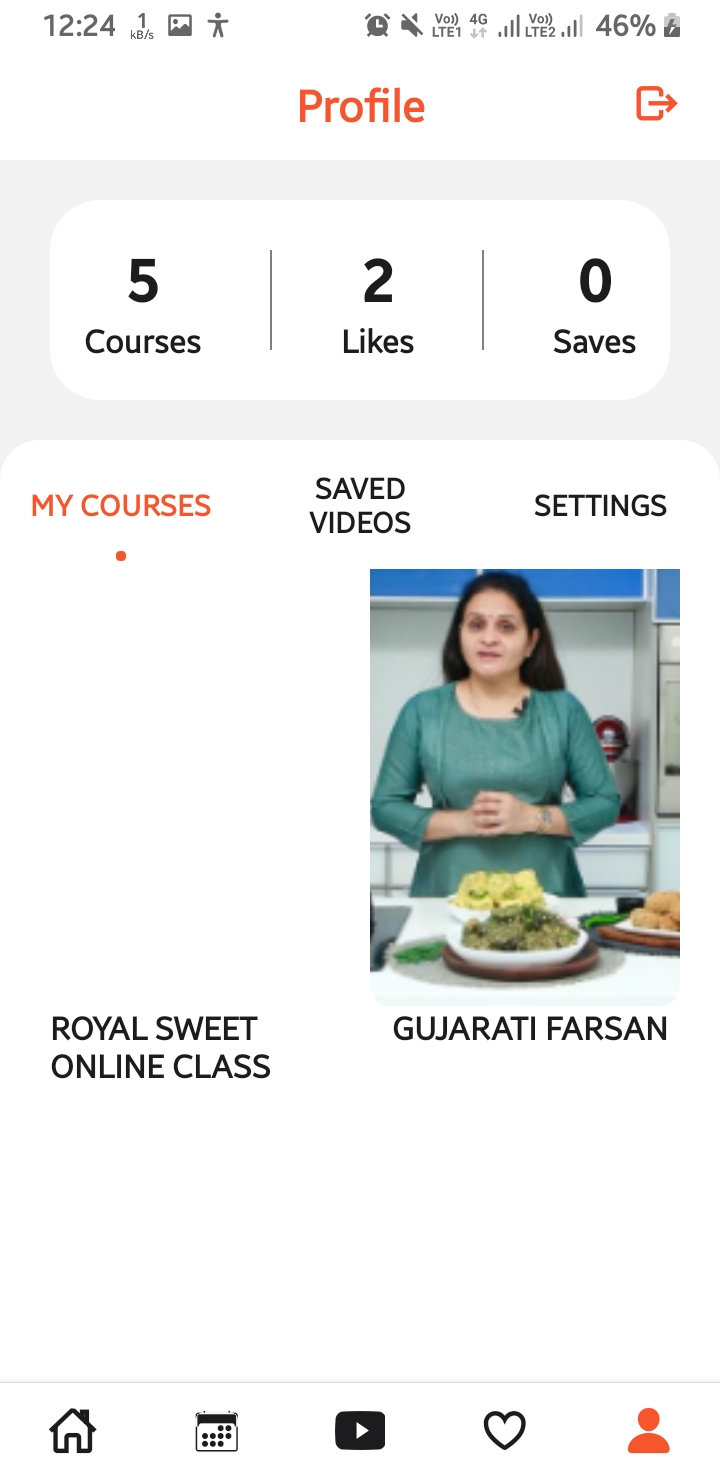 12:24 1 kB/s Vo)) LTE1 4G Vo)) LTE2 46%
Profile
5 2 0
Courses Likes Saves
MY COURSES SAVED VIDEOS SETTINGS
ROYAL SWEET
ONLINE CLASS
GUJARATI FARSAN